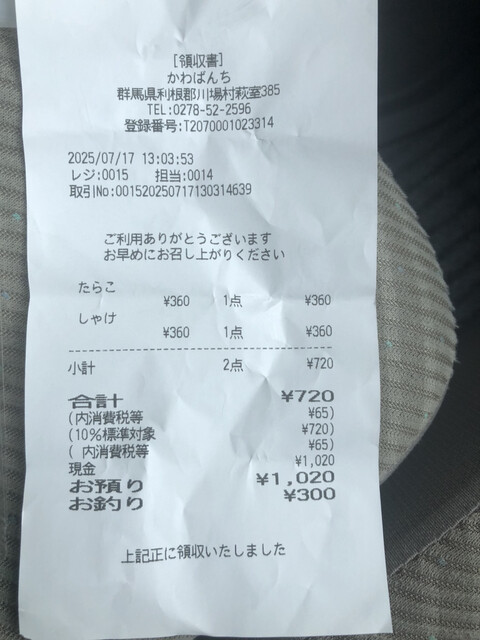 [領収書]
かわばんち
群馬県利根郡川場村萩室385
TEL:0278-52-2596
登録番号:T2070001023314
2025/07/17 13:03:53
レジ:0015 担当:0014
取引No:001520250717130314639
ご利用ありがとうございます
お早めにお召し上がりください
たらこ
¥360 1点 ¥360
しゃけ
¥360 1点 ¥360
小計 2点 ¥720
合計 ¥720
(内消費税等 ¥65)
(10%標準対象 ¥720)
( 内消費税等 ¥65)
現金 ¥1,020
お預り ¥1,020
お釣り ¥300
上記正に領収いたしました